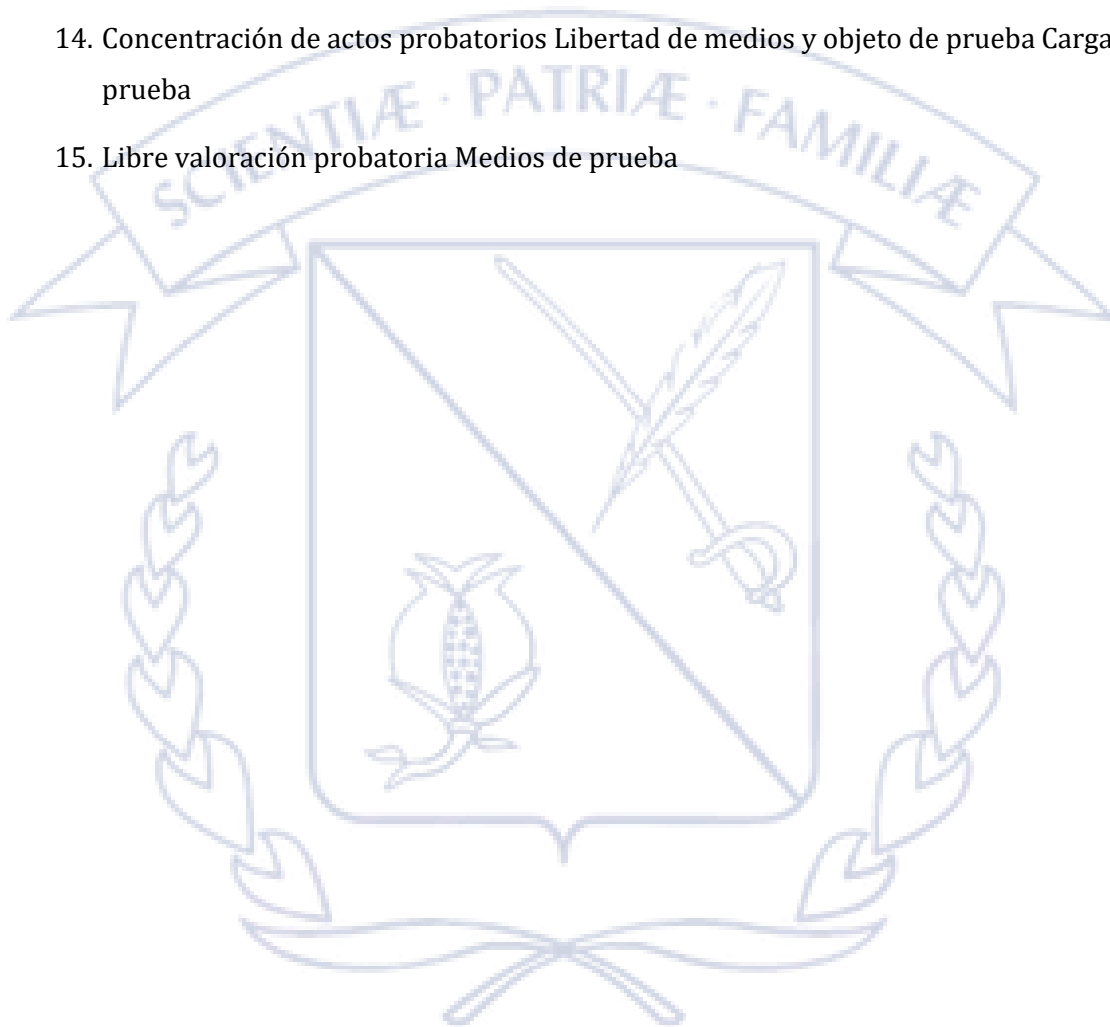 14. Concentración de actos probatorios Libertad de medios y objeto de prueba Carga
prueba
15. Libre valoración probatoria Medios de prueba
SCIENTIÆ · PATRIÆ · FAMILIÆ